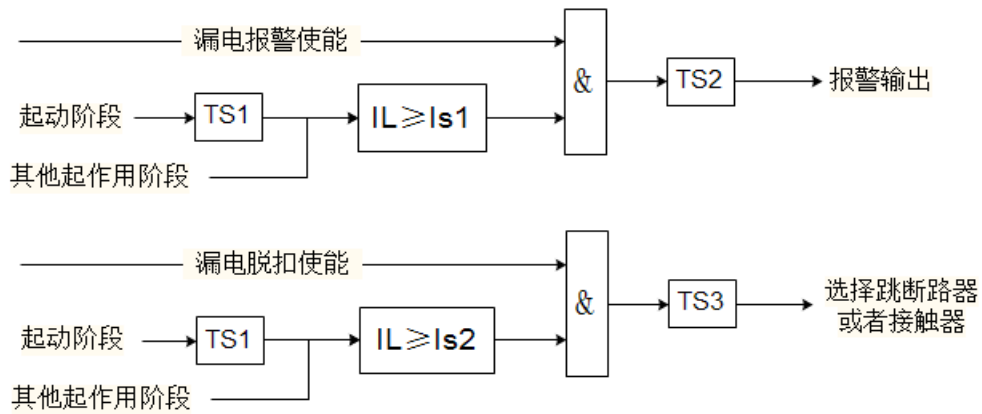 漏电报警使能
&
TS2
报警输出
起动阶段
TS1
IL≥Is1
其他起作用阶段
漏电脱扣使能
&
TS3
选择跳断路器
或者接触器
起动阶段
TS1
IL≥Is2
其他起作用阶段